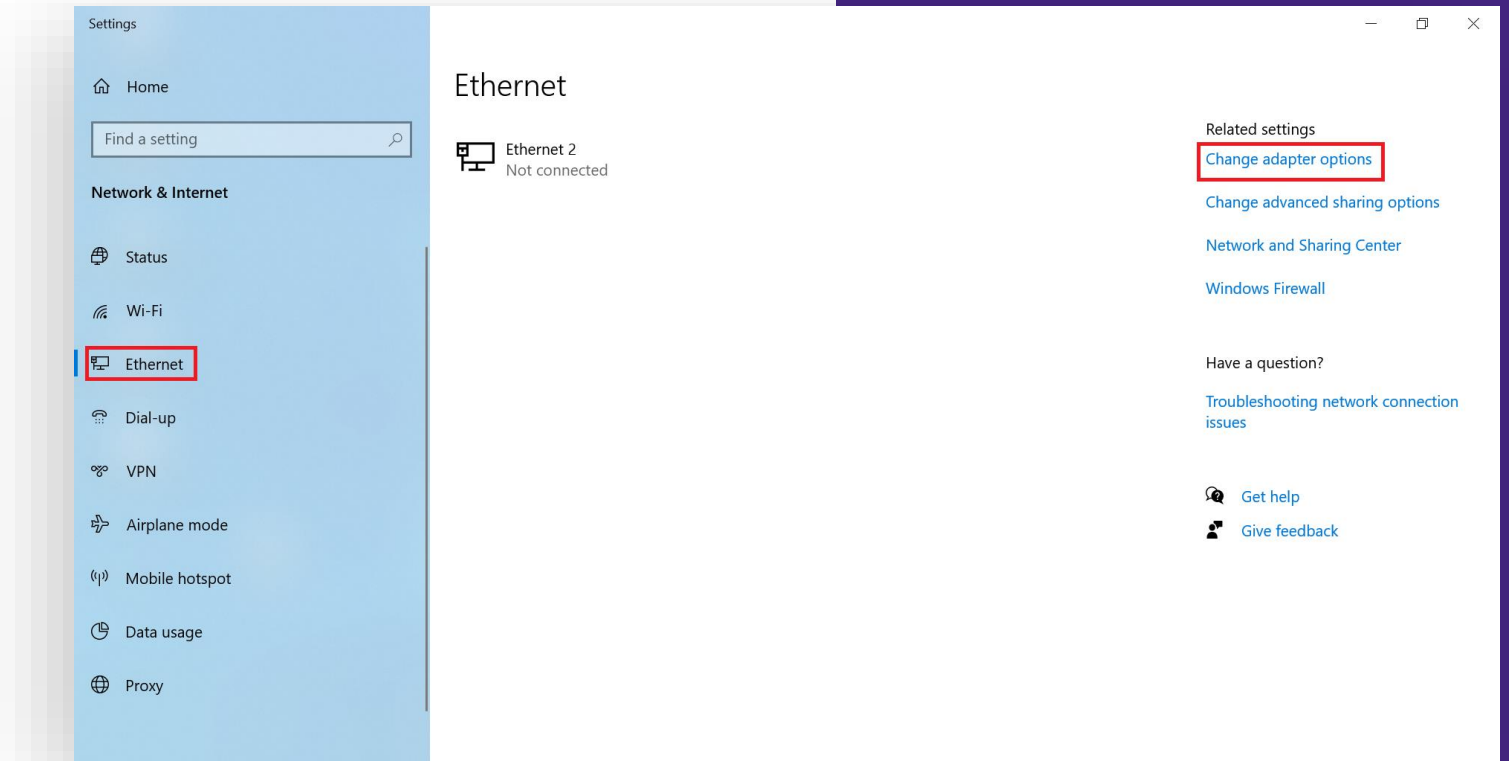 Settings
Home
Find a setting
Network & Internet
Status
Wi-Fi
Ethernet
Dial-up
VPN
Airplane mode
Mobile hotspot
Data usage
Proxy
Ethernet
Ethernet 2
Not connected
Related settings
Change adapter options
Change advanced sharing options
Network and Sharing Center
Windows Firewall
Have a question?
Troubleshooting network connection
issues
Get help
Give feedback